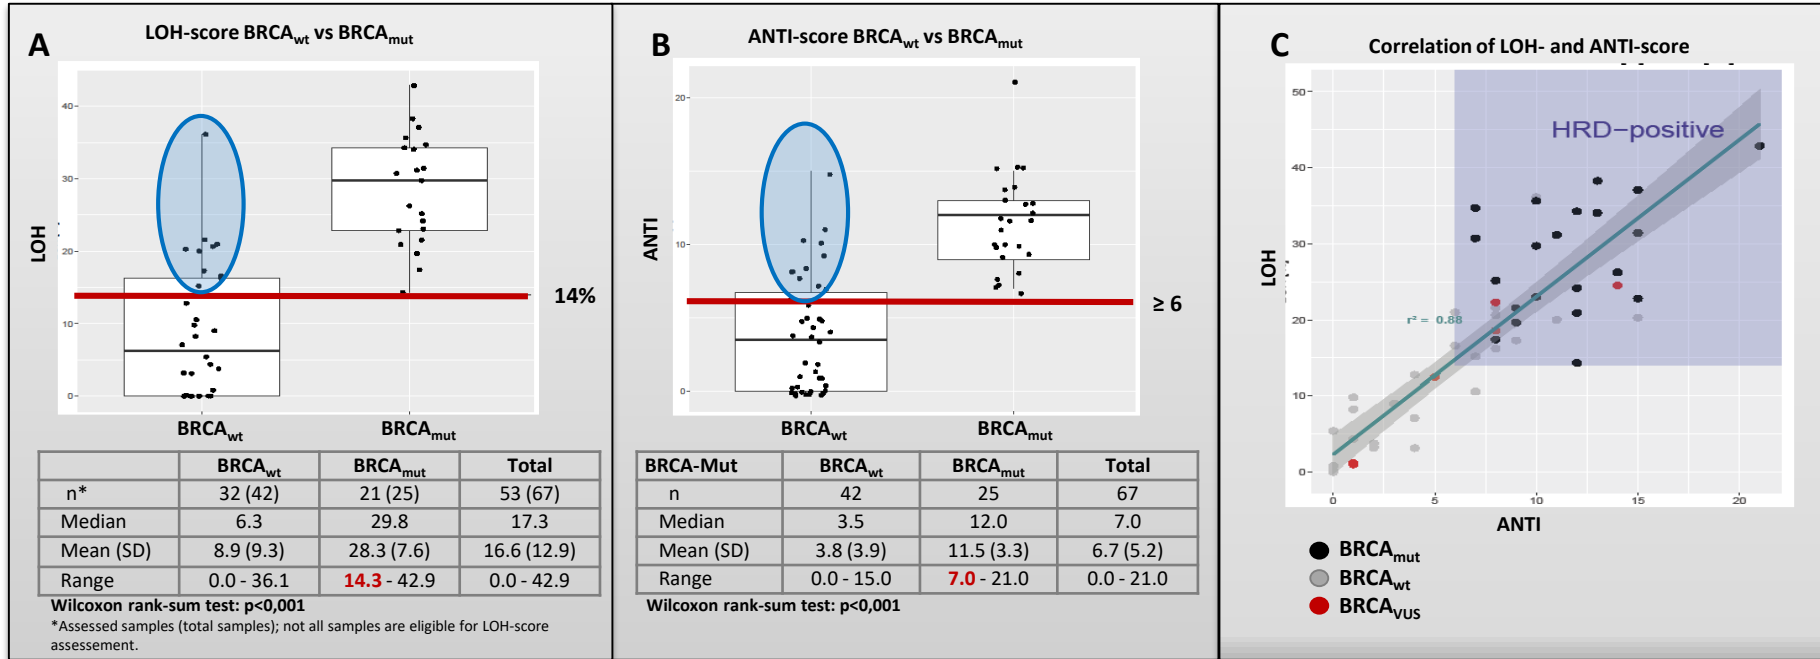 A
LOH-score BRCAwt vs BRCAmut
LOH
40
30
20
10
0
14%
BRCAwt
BRCAmut
BRCAwt BRCAmut Total
n* 32 (42) 21 (25) 53 (67)
Median 6.3 29.8 17.3
Mean (SD) 8.9 (9.3) 28.3 (7.6) 16.6 (12.9)
Range 0.0 - 36.1 14.3 - 42.9 0.0 - 42.9
Wilcoxon rank-sum test: p<0,001
*Assessed samples (total samples); not all samples are eligible for LOH-score
assessement.
B
ANTI-score BRCAwt vs BRCAmut
ANTI
20
10
0
≥ 6
BRCAwt
BRCAmut
BRCA-Mut BRCAwt BRCAmut Total
n 42 25 67
Median 3.5 12.0 7.0
Mean (SD) 3.8 (3.9) 11.5 (3.3) 6.7 (5.2)
Range 0.0 - 15.0 7.0 - 21.0 0.0 - 21.0
Wilcoxon rank-sum test: p<0,001
C
Correlation of LOH- and ANTI-score
LOH
50
40
30
20
10
0
HRD-positive
r² = 0.88
0 5 10 15 20
ANTI
BRCAmut
BRCAwt
BRCAVUS